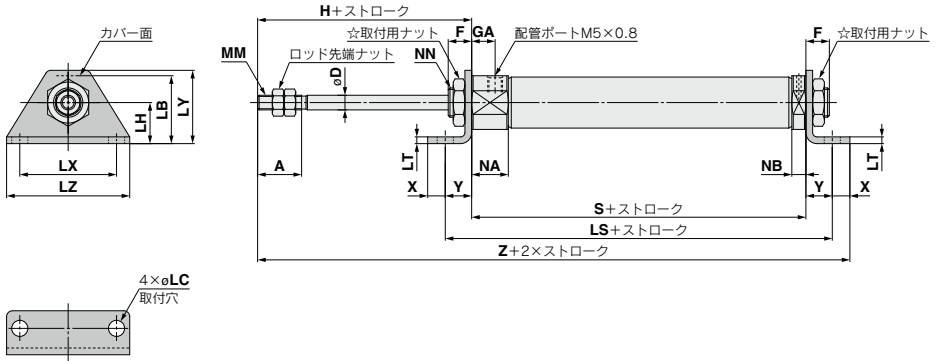 H+ストローク
F
GA
☆取付用ナット
配管ポートM5×0.8
F
☆取付用ナット
カバー面
MM
ロッド先端ナット
øD
NN
LH
LB
LY
LX
LZ
A
LT
X
Y
NA
NB
Y
X
LT
S+ストローク
LS+ストローク
Z+2×ストローク
4×øLC
取付穴